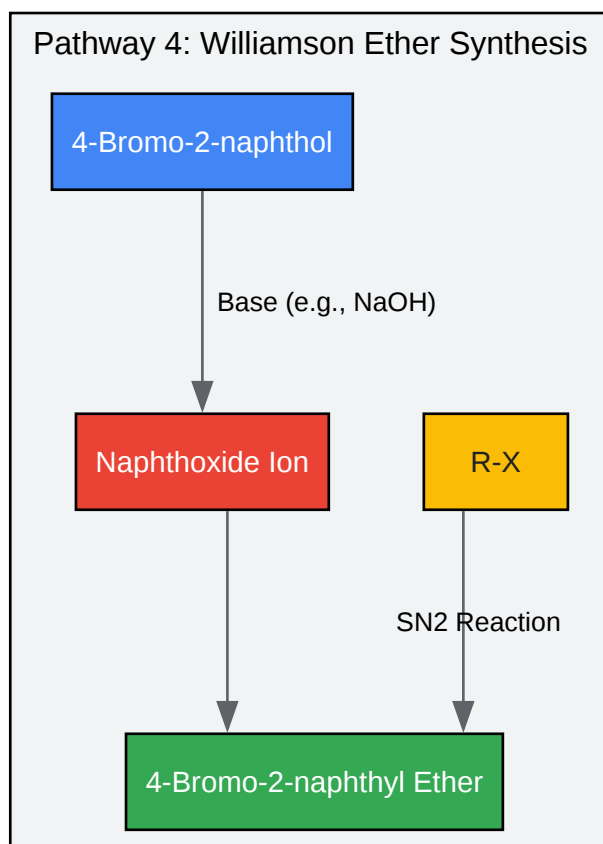 Pathway 4: Williamson Ether Synthesis
4-Bromo-2-naphthol
Base (e.g., NaOH)
Naphthoxide Ion
R-X
SN2 Reaction
4-Bromo-2-naphthyl Ether